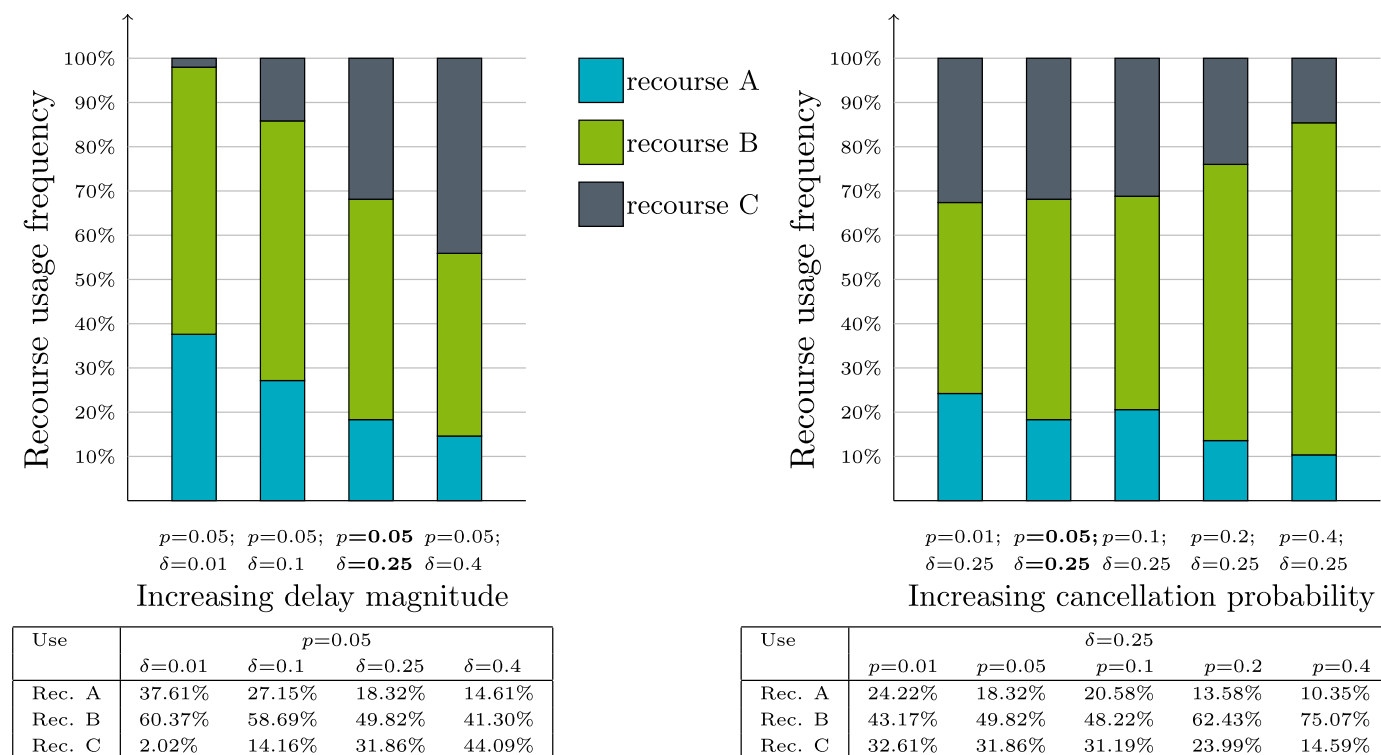 100%
90%
80%
70%
60%
50%
40%
30%
20%
10%
Recourse usage frequency
p=0.05; p=0.05; p=0.05 p=0.05;
δ=0.01 δ=0.1 δ=0.25 δ=0.4
Increasing delay magnitude
recourse A
recourse B
recourse C
100%
90%
80%
70%
60%
50%
40%
30%
20%
10%
Recourse usage frequency
p=0.01; p=0.05; p=0.1; p=0.2; p=0.4;
δ=0.25 δ=0.25 δ=0.25 δ=0.25 δ=0.25
Increasing cancellation probability
Use p=0.05
δ=0.01 δ=0.1 δ=0.25 δ=0.4
Rec. A 37.61% 27.15% 18.32% 14.61%
Rec. B 60.37% 58.69% 49.82% 41.30%
Rec. C 2.02% 14.16% 31.86% 44.09%
Use δ=0.25
p=0.01 p=0.05 p=0.1 p=0.2 p=0.4
Rec. A 24.22% 18.32% 20.58% 13.58% 10.35%
Rec. B 43.17% 49.82% 48.22% 62.43% 75.07%
Rec. C 32.61% 31.86% 31.19% 23.99% 14.59%